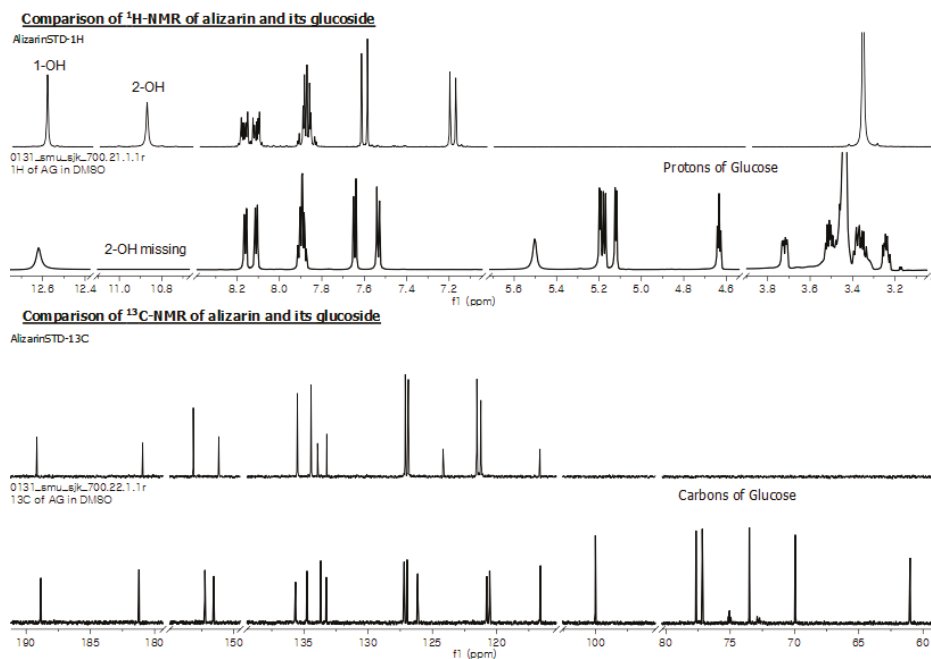 Comparison of ¹H-NMR of alizarin and its glucoside
AlizarinSTD-1H
1-OH
2-OH
0131_smu_sjk_700.21.1.1r
1H of AG in DMSO
Protons of Glucose
2-OH missing
12.6 12.4 11.0 10.8 8.2 8.0 7.8 7.6 7.4 7.2 5.6 5.4 5.2 5.0 4.8 4.6 3.8 3.6 3.4 3.2
f1 (ppm)
Comparison of ¹³C-NMR of alizarin and its glucoside
AlizarinSTD-13C
0131_smu_sjk_700.22.1.1r
13C of AG in DMSO
Carbons of Glucose
190 185 180 155 150 135 130 125 120 100 80 75 70 65 60
f1 (ppm)